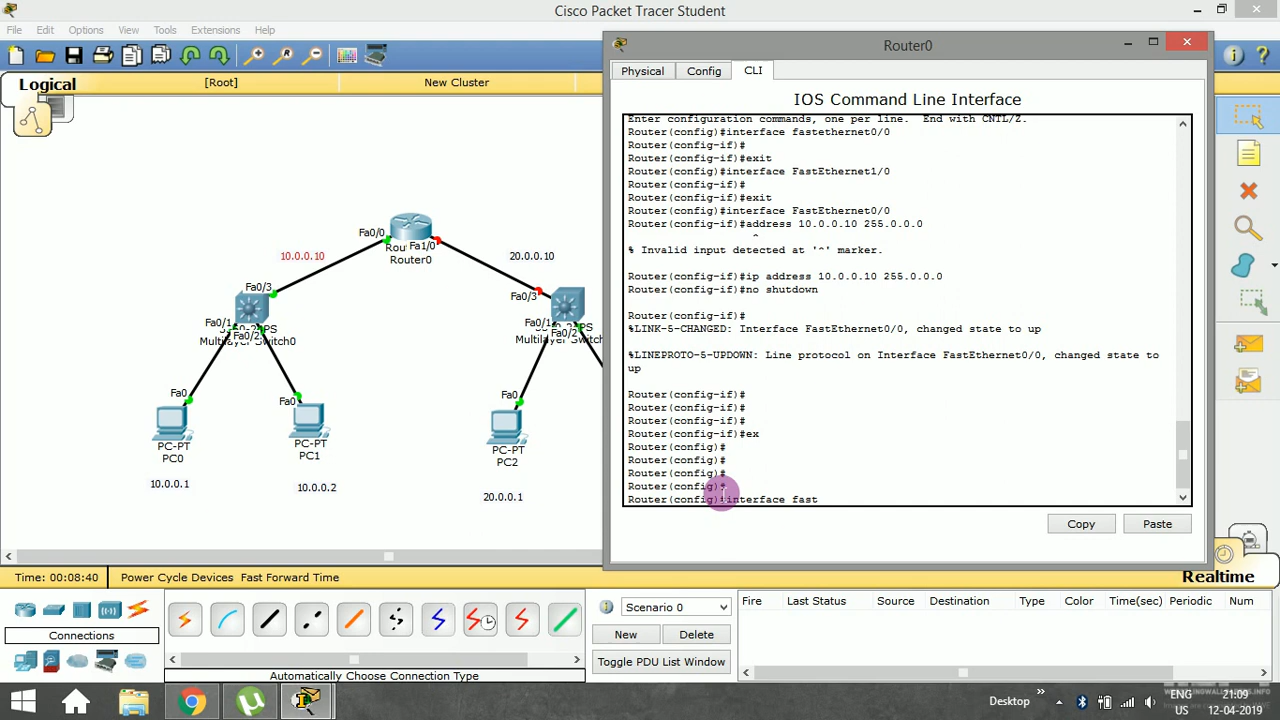 Cisco Packet Tracer Student
File Edit Options View Tools Extensions Help
Logical
[Root]
New Cluster
Router0
Physical Config CLI
IOS Command Line Interface
Enter configuration commands, one per line. End with CNTL/Z.
Router(config)#interface fastethernet0/0
Router(config-if)#
Router(config-if)#exit
Router(config)#interface FastEthernet1/0
Router(config-if)#
Router(config-if)#exit
Router(config)#interface FastEthernet0/0
Router(config-if)#address 10.0.0.10 255.0.0.0
^
% Invalid input detected at '^' marker.
Router(config-if)#ip address 10.0.0.10 255.0.0.0
Router(config-if)#no shutdown
Router(config-if)#
%LINK-5-CHANGED: Interface FastEthernet0/0, changed state to up
%LINEPROTO-5-UPDOWN: Line protocol on Interface FastEthernet0/0, changed state to
up
Router(config-if)#
Router(config-if)#
Router(config-if)#
Router(config-if)#ex
Router(config)#
Router(config)#
Router(config)#
Router(config)#
Router(config)#interface fast
Copy Paste
Fa0/0
Fa1/0
Router0
10.0.0.10
20.0.0.10
Fa0/3
Fa0/3
Fa0/1
Fa0/2
Multilayer Switch0
Fa0/1
Fa0/2
Multilayer Switch
Fa0
Fa0
Fa0
PC-PT
PC0
PC-PT
PC1
PC-PT
PC2
10.0.0.1
10.0.0.2
20.0.0.1
Time: 00:08:40 Power Cycle Devices Fast Forward Time
Realtime
Connections
Automatically Choose Connection Type
Scenario 0
New Delete
Toggle PDU List Window
Fire Last Status Source Destination Type Color Time(sec) Periodic Num
Desktop
ENG
US
21:09
12-04-2019